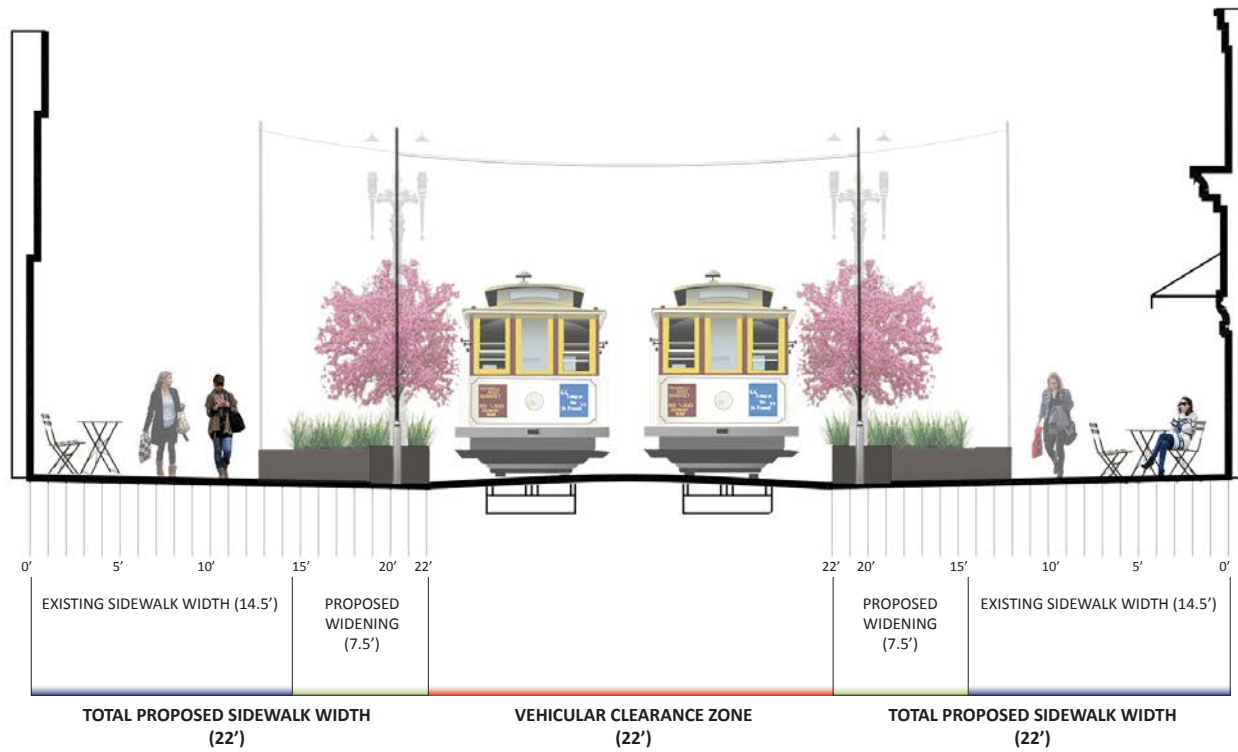 0’ 5’ 10’ 15’ 20’ 22’ 22’ 20’ 15’ 10’ 5’ 0’
EXISTING SIDEWALK WIDTH (14.5’)
PROPOSED
WIDENING
(7.5’)
PROPOSED
WIDENING
(7.5’)
EXISTING SIDEWALK WIDTH (14.5’)
TOTAL PROPOSED SIDEWALK WIDTH
(22’)
VEHICULAR CLEARANCE ZONE
(22’)
TOTAL PROPOSED SIDEWALK WIDTH
(22’)